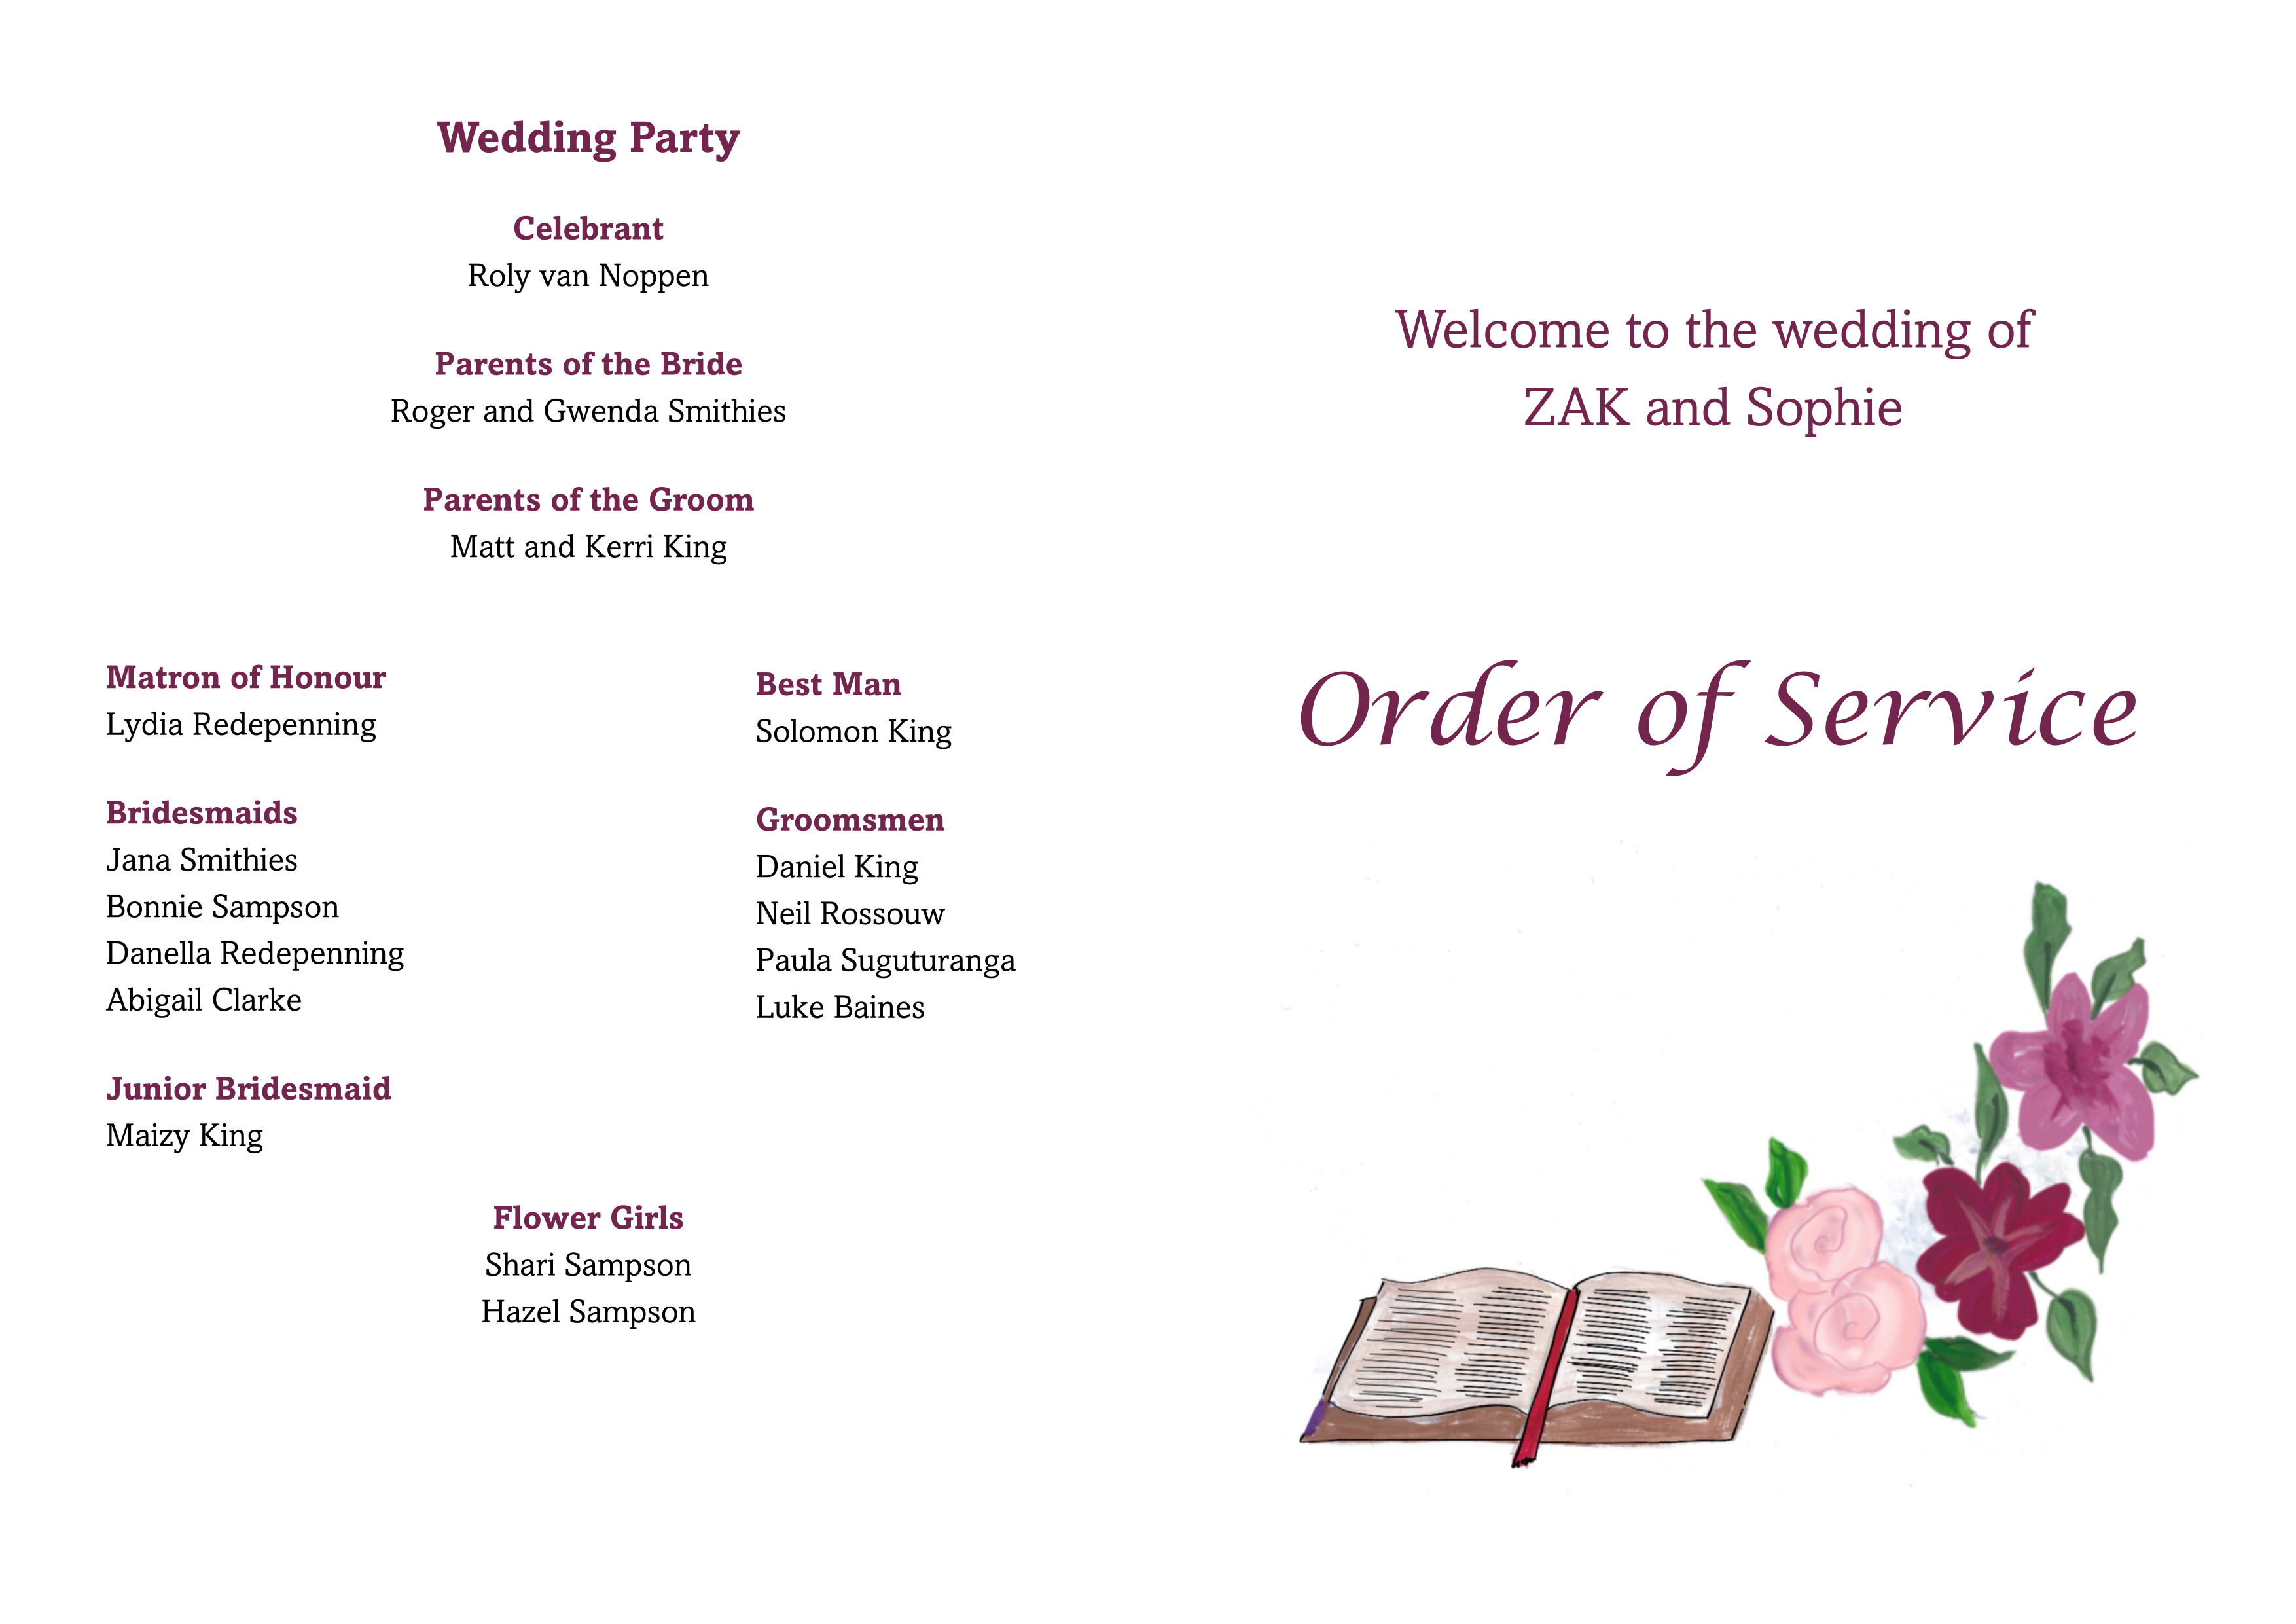 Wedding Party
Celebrant
Roly van Noppen
Parents of the Bride
Roger and Gwenda Smithies
Parents of the Groom
Matt and Kerri King
Matron of Honour
Lydia Redepenning
Bridesmaids
Jana Smithies
Bonnie Sampson
Danella Redepenning
Abigail Clarke
Junior Bridesmaid
Maizy King
Best Man
Solomon King
Groomsmen
Daniel King
Neil Rossouw
Paula Suguturanga
Luke Baines
Flower Girls
Shari Sampson
Hazel Sampson
Welcome to the wedding of
ZAK and Sophie
Order of Service